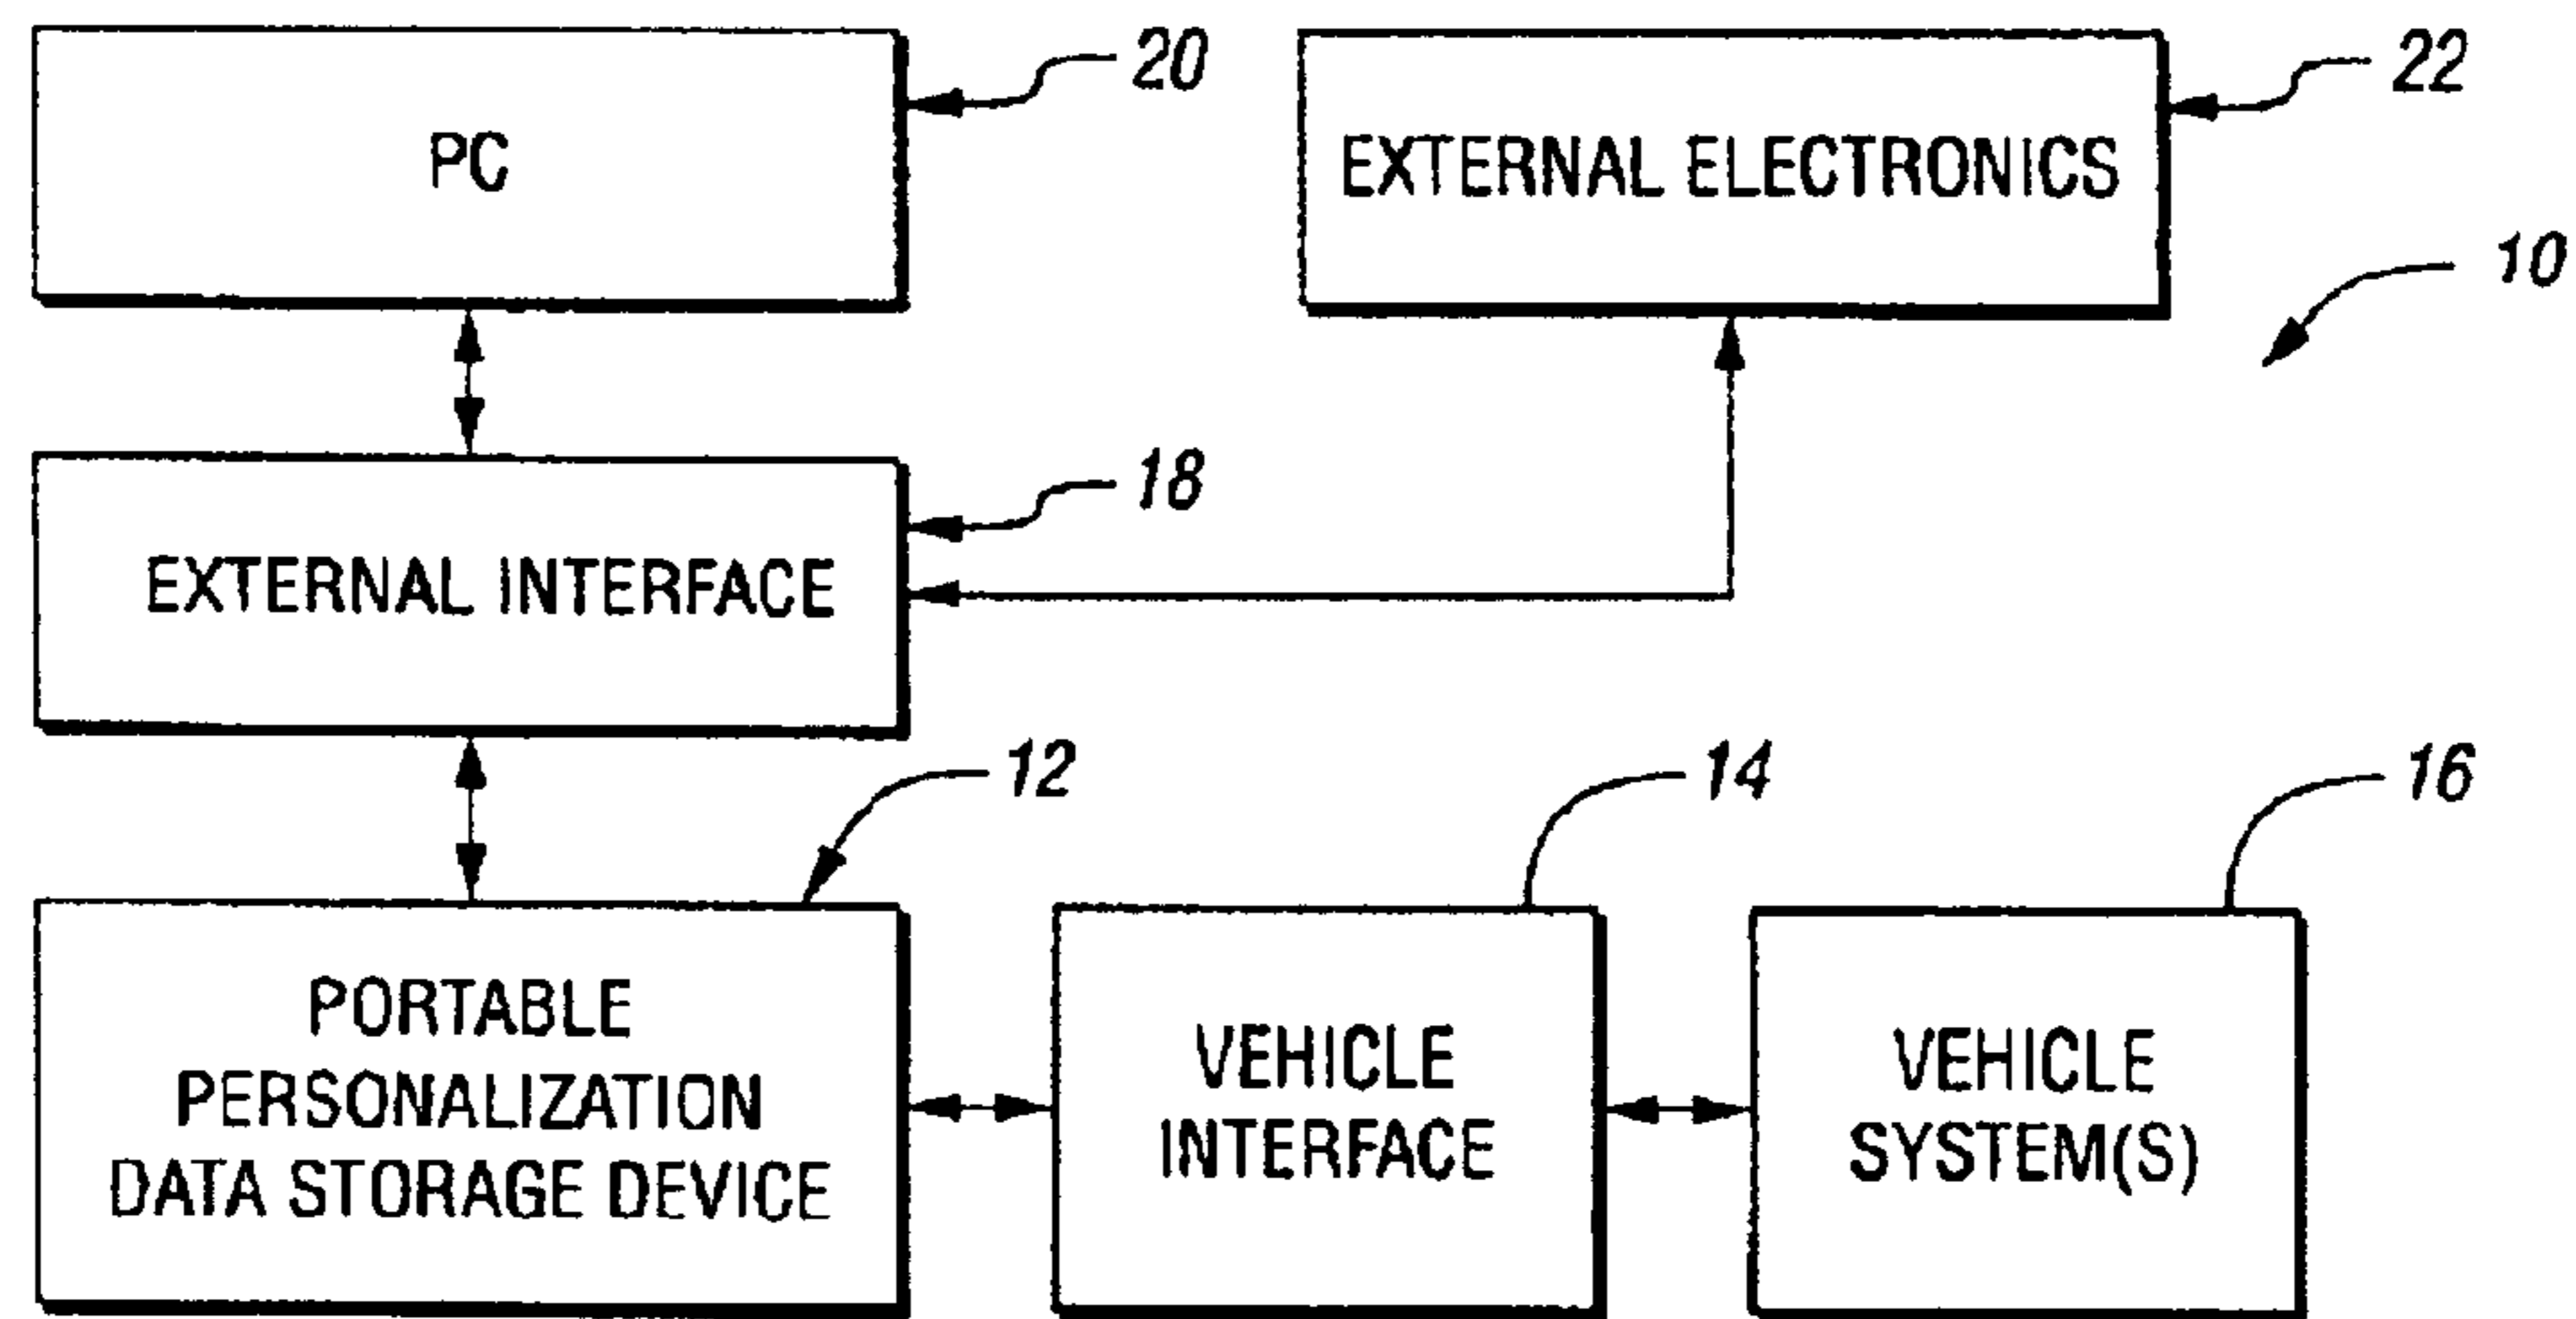 20
22
PC
EXTERNAL ELECTRONICS
10
18
EXTERNAL INTERFACE
12
14
16
PORTABLE
PERSONALIZATION
DATA STORAGE DEVICE
VEHICLE
INTERFACE
VEHICLE
SYSTEM(S)